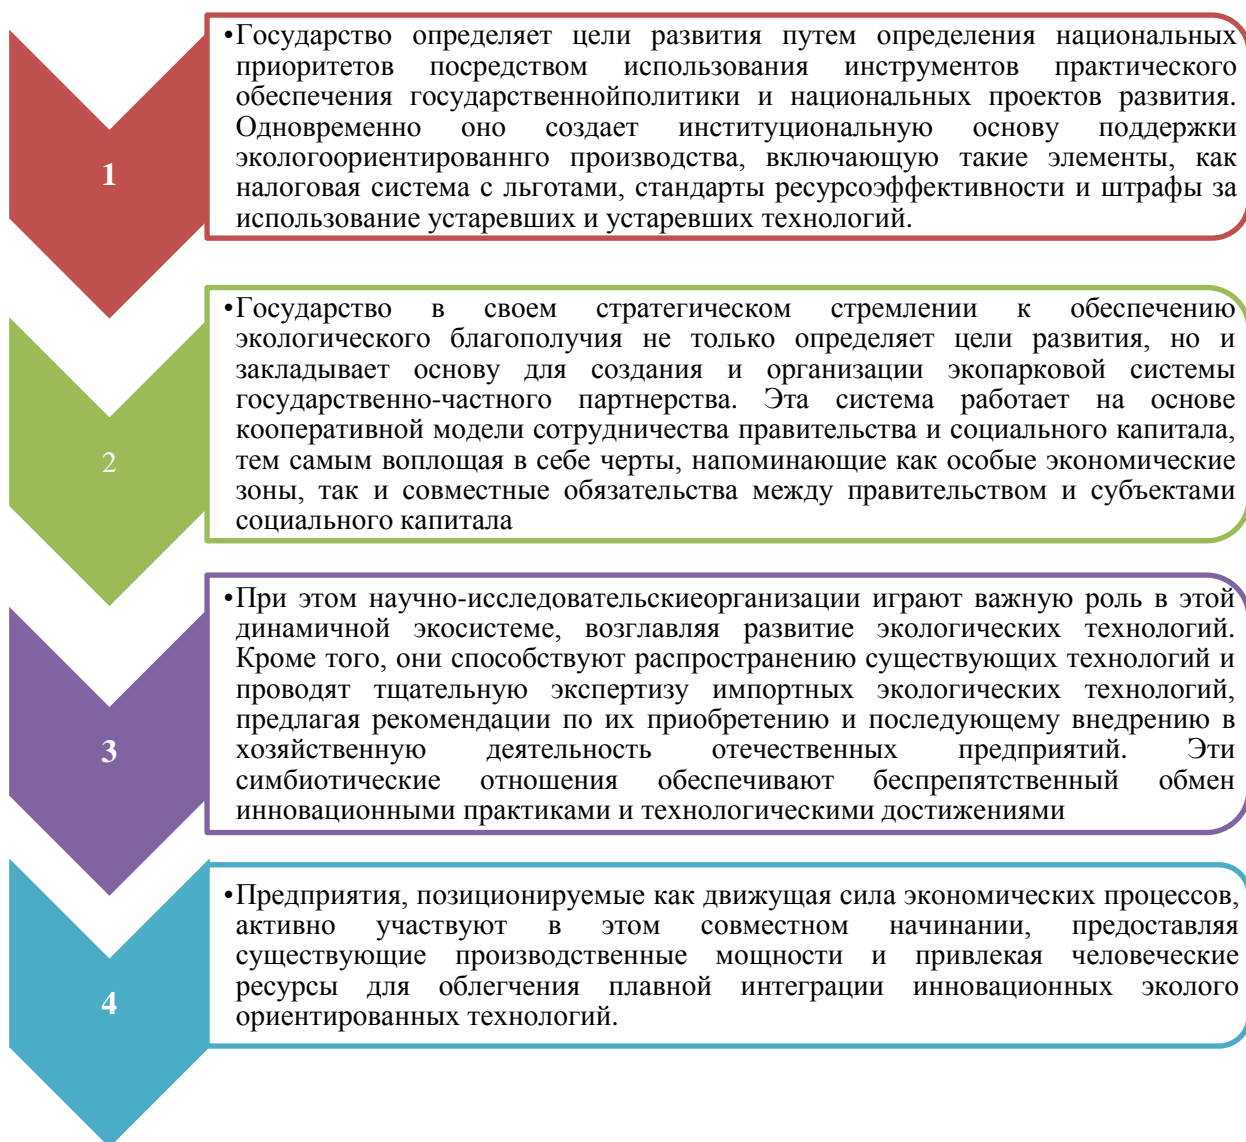 1
•Государство определяет цели развития путем определения национальных
приоритетов посредством использования инструментов практического
обеспечения государственнойполитики и национальных проектов развития.
Одновременно оно создает институциональную основу поддержки
экологоориентированнго производства, включающую такие элементы, как
налоговая система с льготами, стандарты ресурсоэффективности и штрафы за
использование устаревших и устаревших технологий.
2
•Государство в своем стратегическом стремлении к обеспечению
экологического благополучия не только определяет цели развития, но и
закладывает основу для создания и организации экопарковой системы
государственно-частного партнерства. Эта система работает на основе
кооперативной модели сотрудничества правительства и социального капитала,
тем самым воплощая в себе черты, напоминающие как особые экономические
зоны, так и совместные обязательства между правительством и субъектами
социального капитала
3
•При этом научно-исследовательскиеорганизации играют важную роль в этой
динамичной экосистеме, возглавляя развитие экологических технологий.
Кроме того, они способствуют распространению существующих технологий и
проводят тщательную экспертизу импортных экологических технологий,
предлагая рекомендации по их приобретению и последующему внедрению в
хозяйственную деятельность отечественных предприятий. Эти
симбиотические отношения обеспечивают беспрепятственный обмен
инновационными практиками и технологическими достижениями
4
•Предприятия, позиционируемые как движущая сила экономических процессов,
активно участвуют в этом совместном начинании, предоставляя
существующие производственные мощности и привлекая человеческие
ресурсы для облегчения плавной интеграции инновационных эколого
ориентированных технологий.